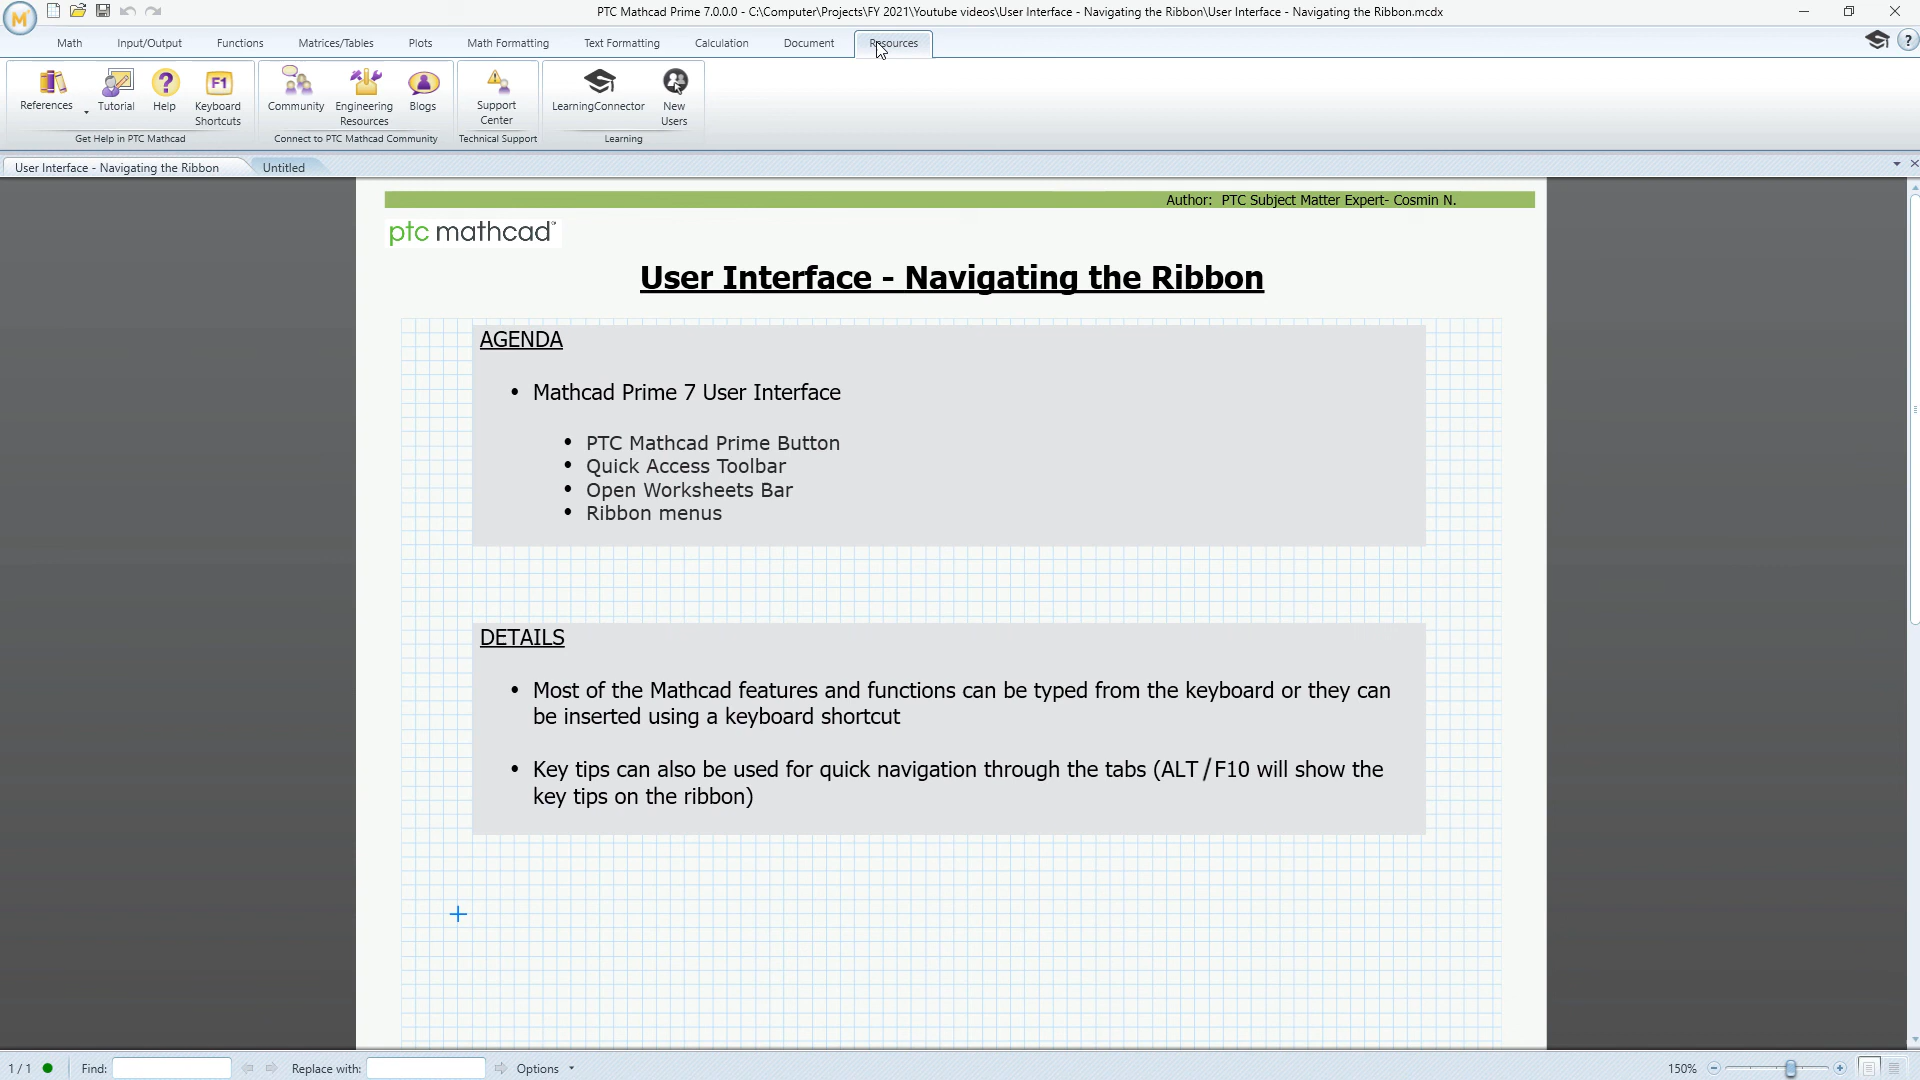 PTC Mathcad Prime 7.0.0.0 - C:\Computer\Projects\FY 2021\Youtube videos\User Interface - Navigating the Ribbon\User Interface - Navigating the Ribbon.mcdx
Math Input/Output Functions Matrices/Tables Plots Math Formatting Text Formatting Calculation Document Resources
References Tutorial Help F1 Keyboard Shortcuts Community Engineering Resources Blogs Support Center LearningConnector New Users
Get Help in PTC Mathcad Connect to PTC Mathcad Community Technical Support Learning
User Interface - Navigating the Ribbon Untitled
Author: PTC Subject Matter Expert- Cosmin N.
ptc mathcad
User Interface - Navigating the Ribbon
AGENDA
• Mathcad Prime 7 User Interface
• PTC Mathcad Prime Button
• Quick Access Toolbar
• Open Worksheets Bar
• Ribbon menus
DETAILS
• Most of the Mathcad features and functions can be typed from the keyboard or they can
be inserted using a keyboard shortcut
• Key tips can also be used for quick navigation through the tabs (ALT/F10 will show the
key tips on the ribbon)
1 / 1 Find: Replace with: Options 150%